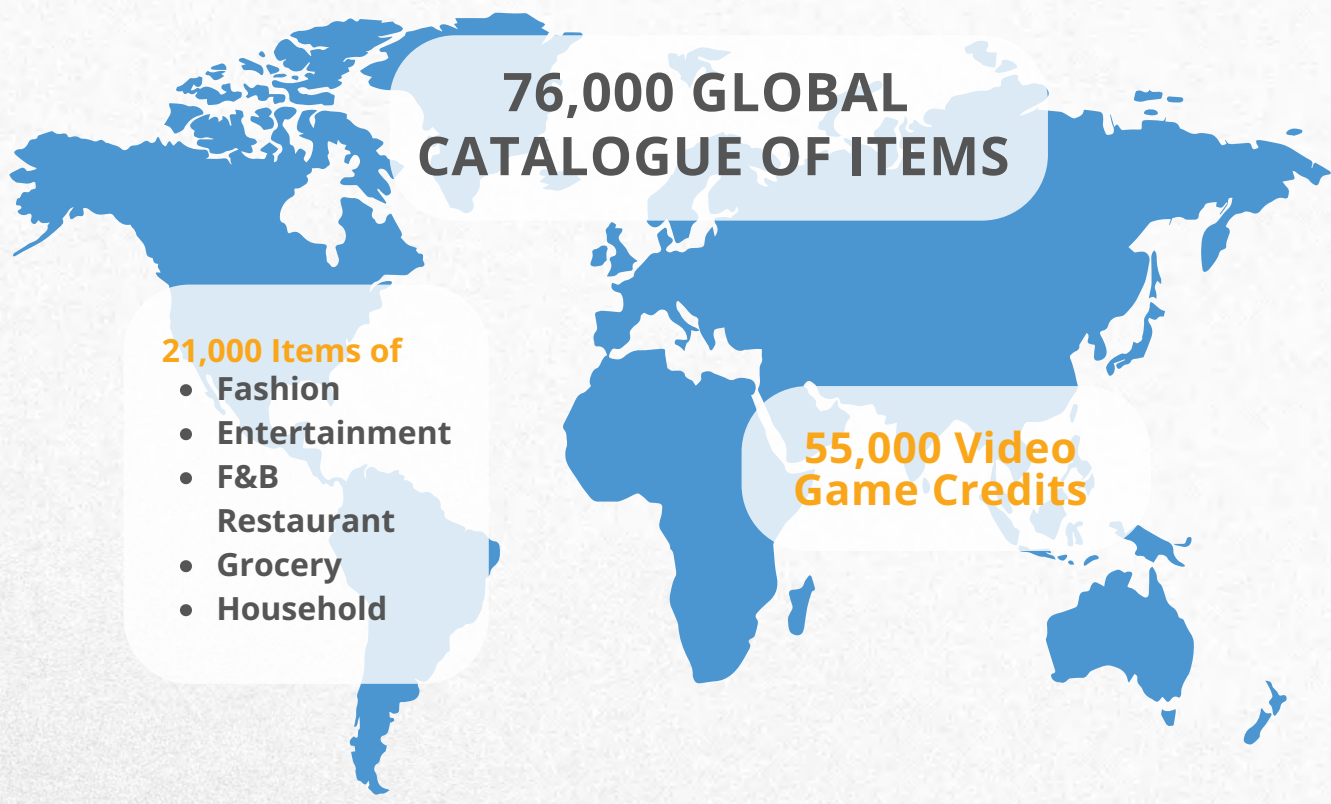 76,000 GLOBAL
CATALOGUE OF ITEMS
21,000 Items of
• Fashion
• Entertainment
• F&B
Restaurant
• Grocery
• Household
55,000 Video
Game Credits